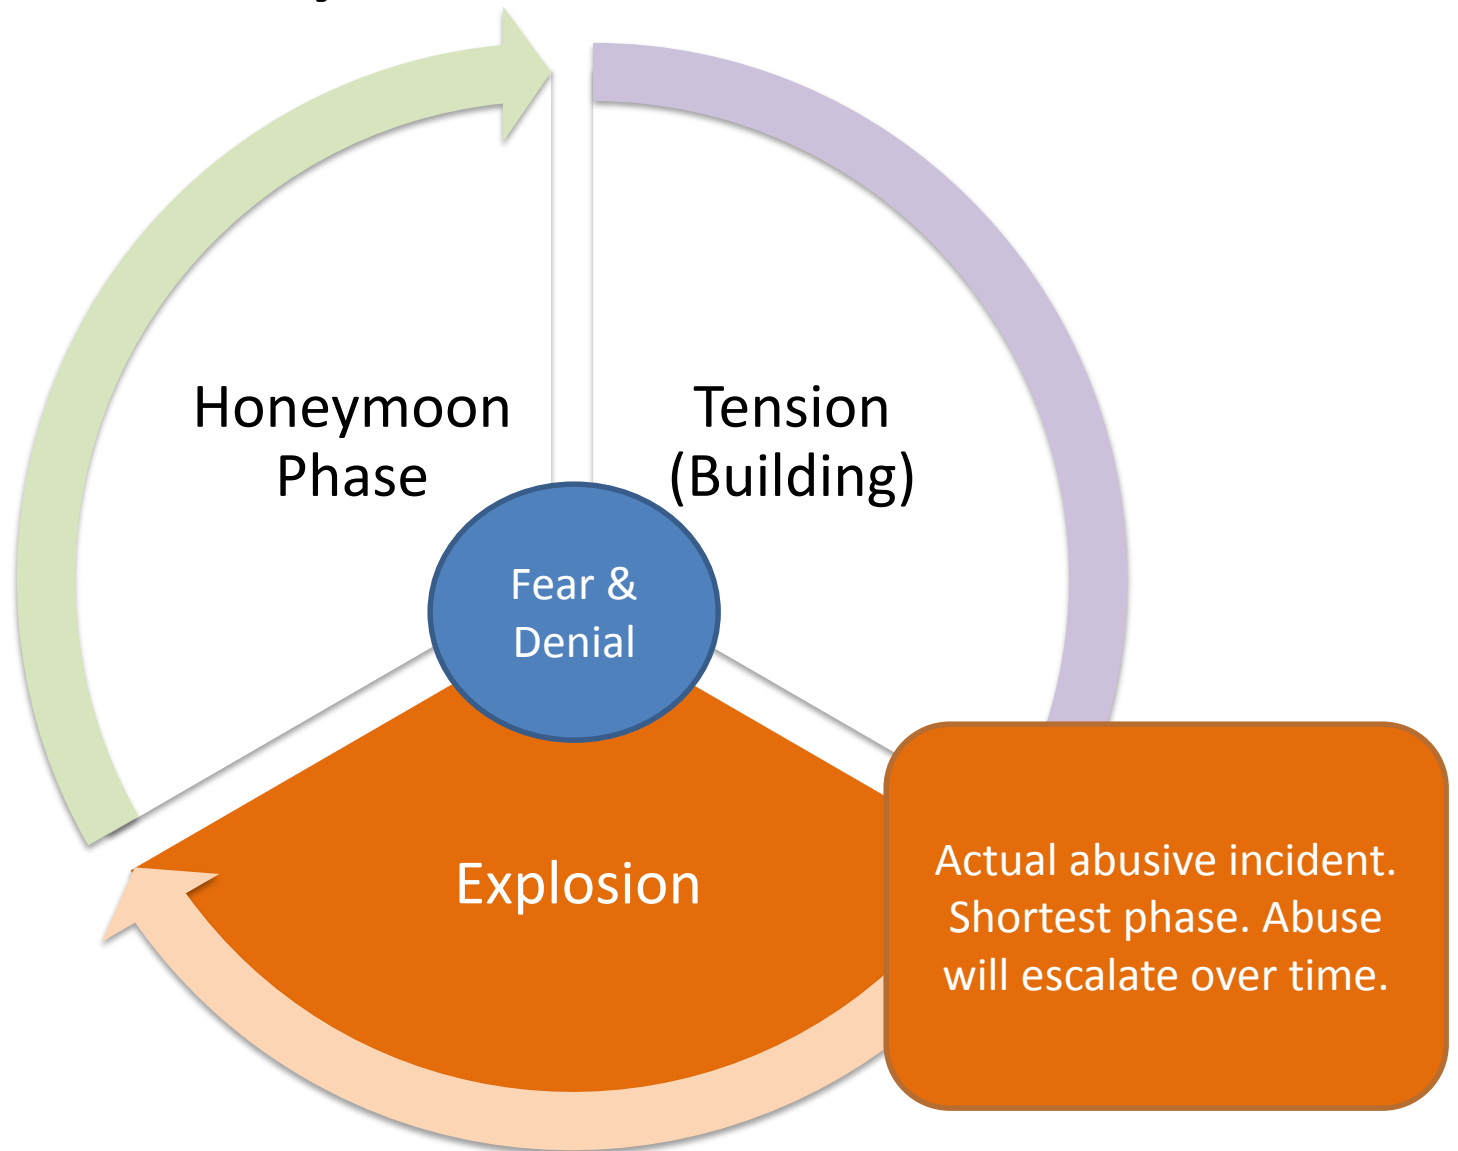 Honeymoon
Phase
Tension
(Building)
Fear &
Denial
Explosion
Actual abusive incident.
Shortest phase. Abuse
will escalate over time.